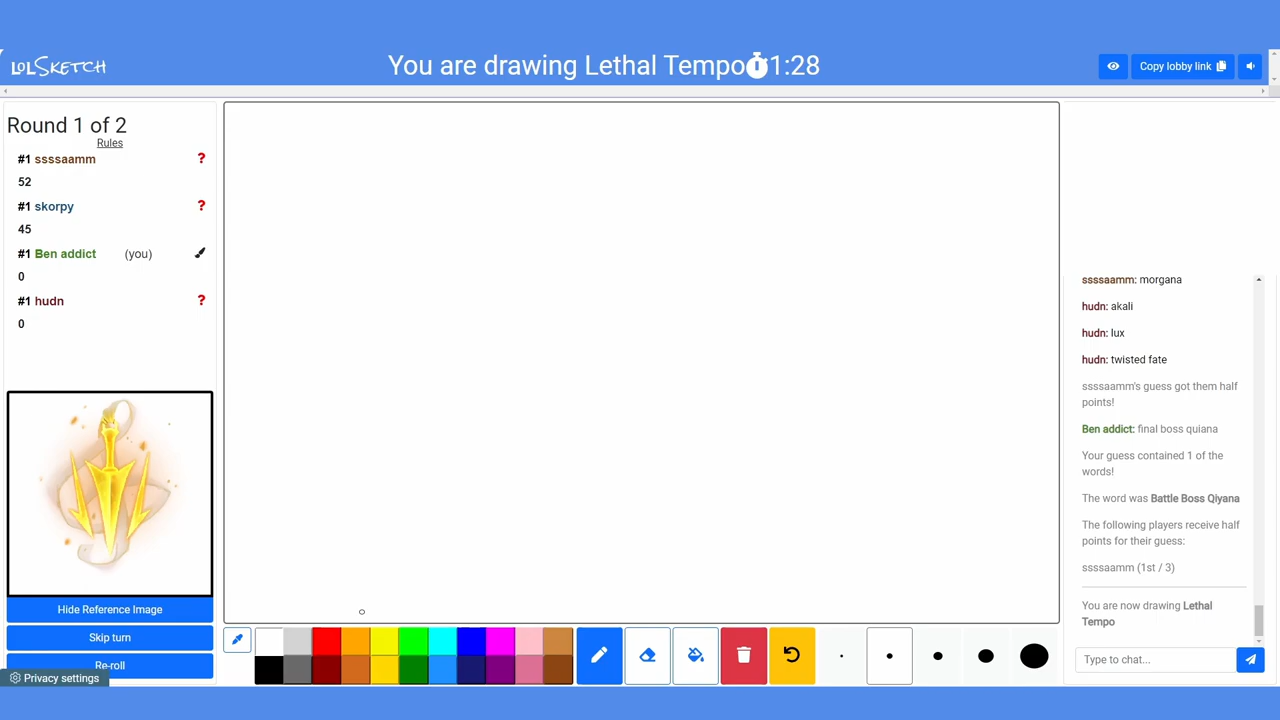 LOLSKETCH
You are drawing Lethal Tempo 1:28
Copy lobby link
Round 1 of 2
Rules
#1 ssssaamm ?
52
#1 skorpy ?
45
#1 Ben addict (you)
0
#1 hudn ?
0
Hide Reference Image
Skip turn
Re-roll
Privacy settings
ssssaamm: morgana
hudn: akali
hudn: lux
hudn: twisted fate
ssssaamm's guess got them half
points!
Ben addict: final boss quiana
Your guess contained 1 of the
words!
The word was Battle Boss Qiyana
The following players receive half
points for their guess:
ssssaamm (1st / 3)
You are now drawing Lethal
Tempo
Type to chat...